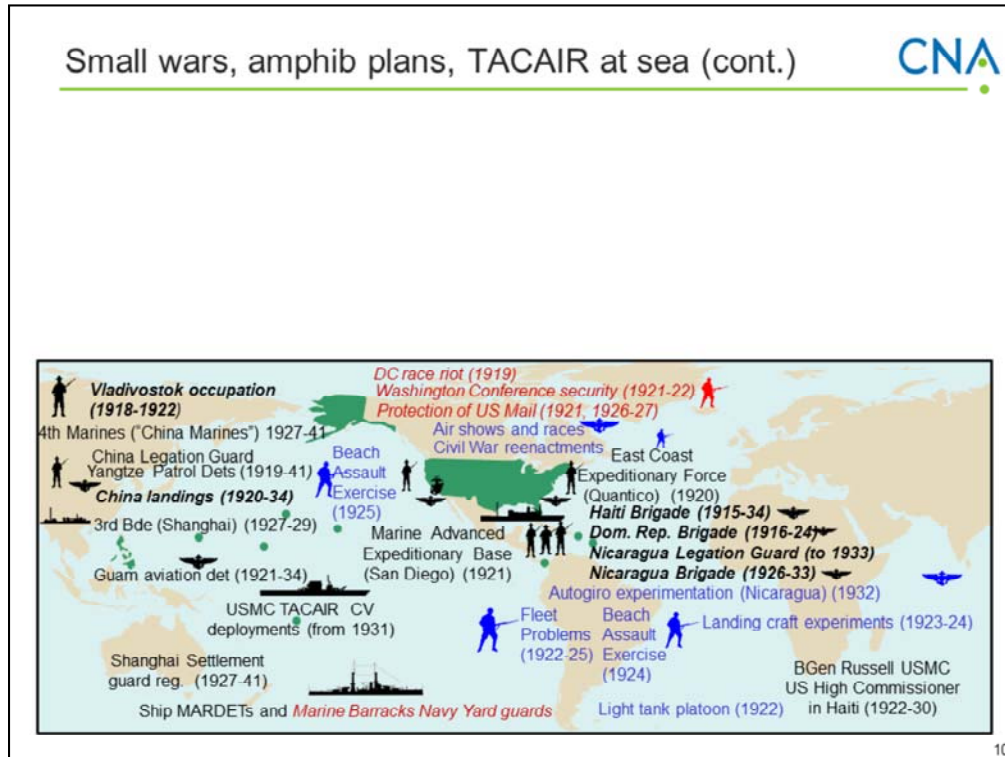 Small wars, amphib plans, TACAIR at sea (cont.)
CNA
DC race riot (1919)
Washington Conference security (1921-22)
Protection of US Mail (1921, 1926-27)
Air shows and races
Civil War reenactments
Vladivostok occupation
(1918-1922)
4th Marines ("China Marines") 1927-41
China Legation Guard
Yangtze Patrol Dets (1919-41)
China landings (1920-34)
3rd Bde (Shanghai) (1927-29)
Beach
Assault
Exercise
(1925)
East Coast
Expeditionary Force
(Quantico) (1920)
Haiti Brigade (1915-34)
Dom. Rep. Brigade (1916-24)
Nicaragua Legation Guard (to 1933)
Nicaragua Brigade (1926-33)
Marine Advanced
Expeditionary Base
(San Diego) (1921)
Guam aviation det (1921-34)
Autogiro experimentation (Nicaragua) (1932)
USMC TACAIR CV
deployments (from 1931)
Fleet
Problems
(1922-25)
Beach
Assault
Exercise
(1924)
Landing craft experiments (1923-24)
Shanghai Settlement
guard reg. (1927-41)
BGen Russell USMC
US High Commissioner
in Haiti (1922-30)
Ship MARDETs and Marine Barracks Navy Yard guards
Light tank platoon (1922)
10